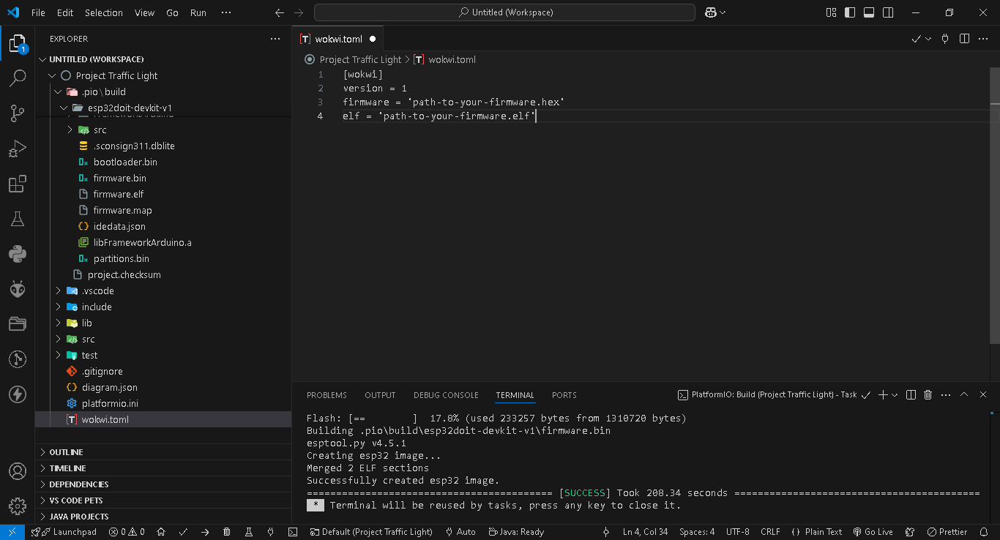 File Edit Selection View Go Run ··· Untitled (Workspace)
EXPLORER ···
1
UNTITLED (WORKSPACE)
Project Traffic Light
.pio \ build
esp32doit-devkit-v1
src
.sconsign311.dblite
bootloader.bin
firmware.bin
firmware.elf
firmware.map
idedata.json
libFrameworkArduino.a
partitions.bin
project.checksum
.vscode
include
lib
src
test
.gitignore
diagram.json
platformio.ini
wokwi.toml
OUTLINE
TIMELINE
DEPENDENCIES
VS CODE PETS
JAVA PROJECTS
wokwi.toml
Project Traffic Light > wokwi.toml
1 [wokwi]
2 version = 1
3 firmware = 'path-to-your-firmware.hex'
4 elf = 'path-to-your-firmware.elf'
PROBLEMS OUTPUT DEBUG CONSOLE TERMINAL PORTS PlatformIO: Build (Project Traffic Light) - Task
Flash: [==        ]  17.8% (used 233257 bytes from 1310720 bytes)
Building .pio\build\esp32doit-devkit-v1\firmware.bin
esptool.py v4.5.1
Creating esp32 image...
Merged 2 ELF sections
Successfully created esp32 image.
========================================== [SUCCESS] Took 208.34 seconds ==========================================
* Terminal will be reused by tasks, press any key to close it.
Launchpad 0 0 Default (Project Traffic Light) Auto Java: Ready Ln 4, Col 34 Spaces: 4 UTF-8 CRLF {} Plain Text Go Live Prettier